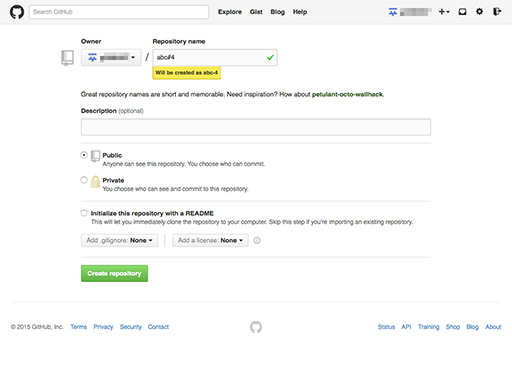 Search GitHub
Explore Gist Blog Help
Owner Repository name
/ abc#4
Will be created as abc-4
Great repository names are short and memorable. Need inspiration? How about petulant-octo-wallhack.
Description (optional)
Public
Anyone can see this repository. You choose who can commit.
Private
You choose who can see and commit to this repository.
Initialize this repository with a README
This will let you immediately clone the repository to your computer. Skip this step if you're importing an existing repository.
Add .gitignore: None Add a license: None
Create repository
© 2015 GitHub, Inc. Terms Privacy Security Contact Status API Training Shop Blog About